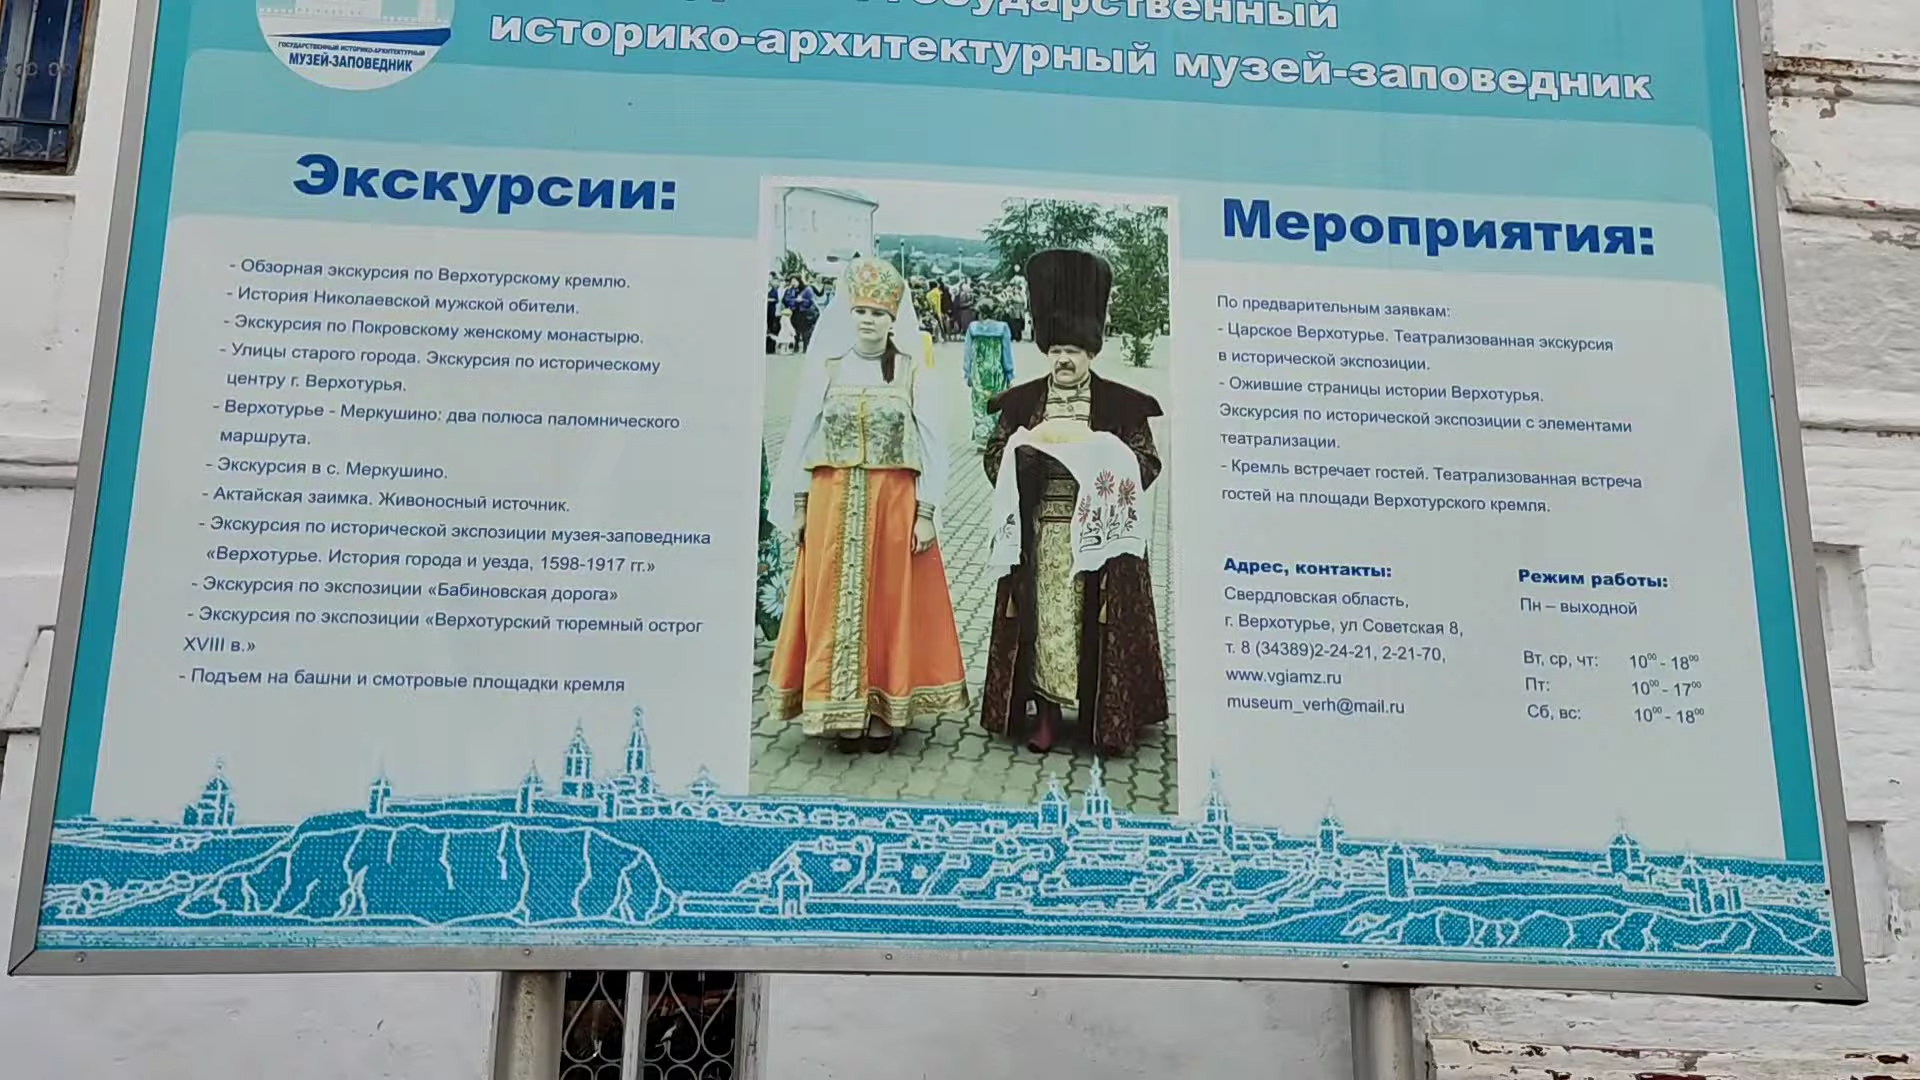 ГОСУДАРСТВЕННЫЙ ИСТОРИКО-АРХИТЕКТУРНЫЙ
МУЗЕЙ-ЗАПОВЕДНИК
государственный
историко-архитектурный музей-заповедник
Экскурсии:
- Обзорная экскурсия по Верхотурскому кремлю.
- История Николаевской мужской обители.
- Экскурсия по Покровскому женскому монастырю.
- Улицы старого города. Экскурсия по историческому
центру г. Верхотурья.
- Верхотурье - Меркушино: два полюса паломнического
маршрута.
- Экскурсия в с. Меркушино.
- Актайская заимка. Живоносный источник.
- Экскурсия по исторической экспозиции музея-заповедника
«Верхотурье. История города и уезда, 1598-1917 гг.»
- Экскурсия по экспозиции «Бабиновская дорога»
- Экскурсия по экспозиции «Верхотурский тюремный острог
XVIII в.»
- Подъем на башни и смотровые площадки кремля
Мероприятия:
По предварительным заявкам:
- Царское Верхотурье. Театрализованная экскурсия
в исторической экспозиции.
- Ожившие страницы истории Верхотурья.
Экскурсия по исторической экспозиции с элементами
театрализации.
- Кремль встречает гостей. Театрализованная встреча
гостей на площади Верхотурского кремля.
Адрес, контакты:
Свердловская область,
г. Верхотурье, ул Советская 8,
т. 8 (34389)2-24-21, 2-21-70,
www.vgiamz.ru
museum_verh@mail.ru
Режим работы:
Пн – выходной
Вт, ср, чт: 10⁰⁰ - 18⁰⁰
Пт: 10⁰⁰ - 17⁰⁰
Сб, вс: 10⁰⁰ - 18⁰⁰